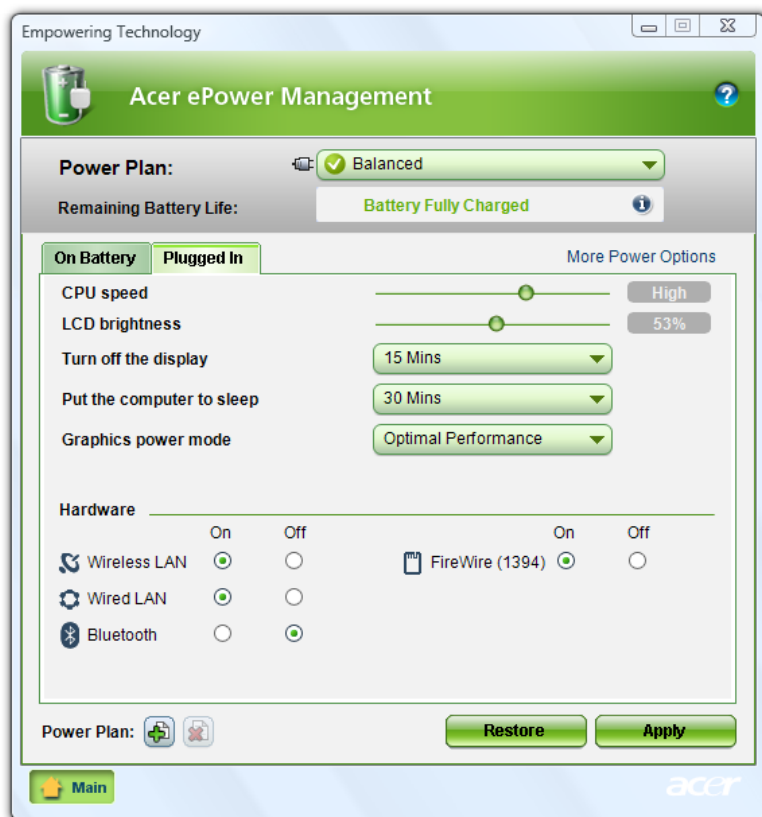 Empowering Technology
Acer ePower Management
Power Plan: Balanced
Remaining Battery Life: Battery Fully Charged
On Battery Plugged In More Power Options
CPU speed High
LCD brightness 53%
Turn off the display 15 Mins
Put the computer to sleep 30 Mins
Graphics power mode Optimal Performance
Hardware
On Off On Off
Wireless LAN FireWire (1394)
Wired LAN
Bluetooth
Power Plan: Restore Apply
Main acer